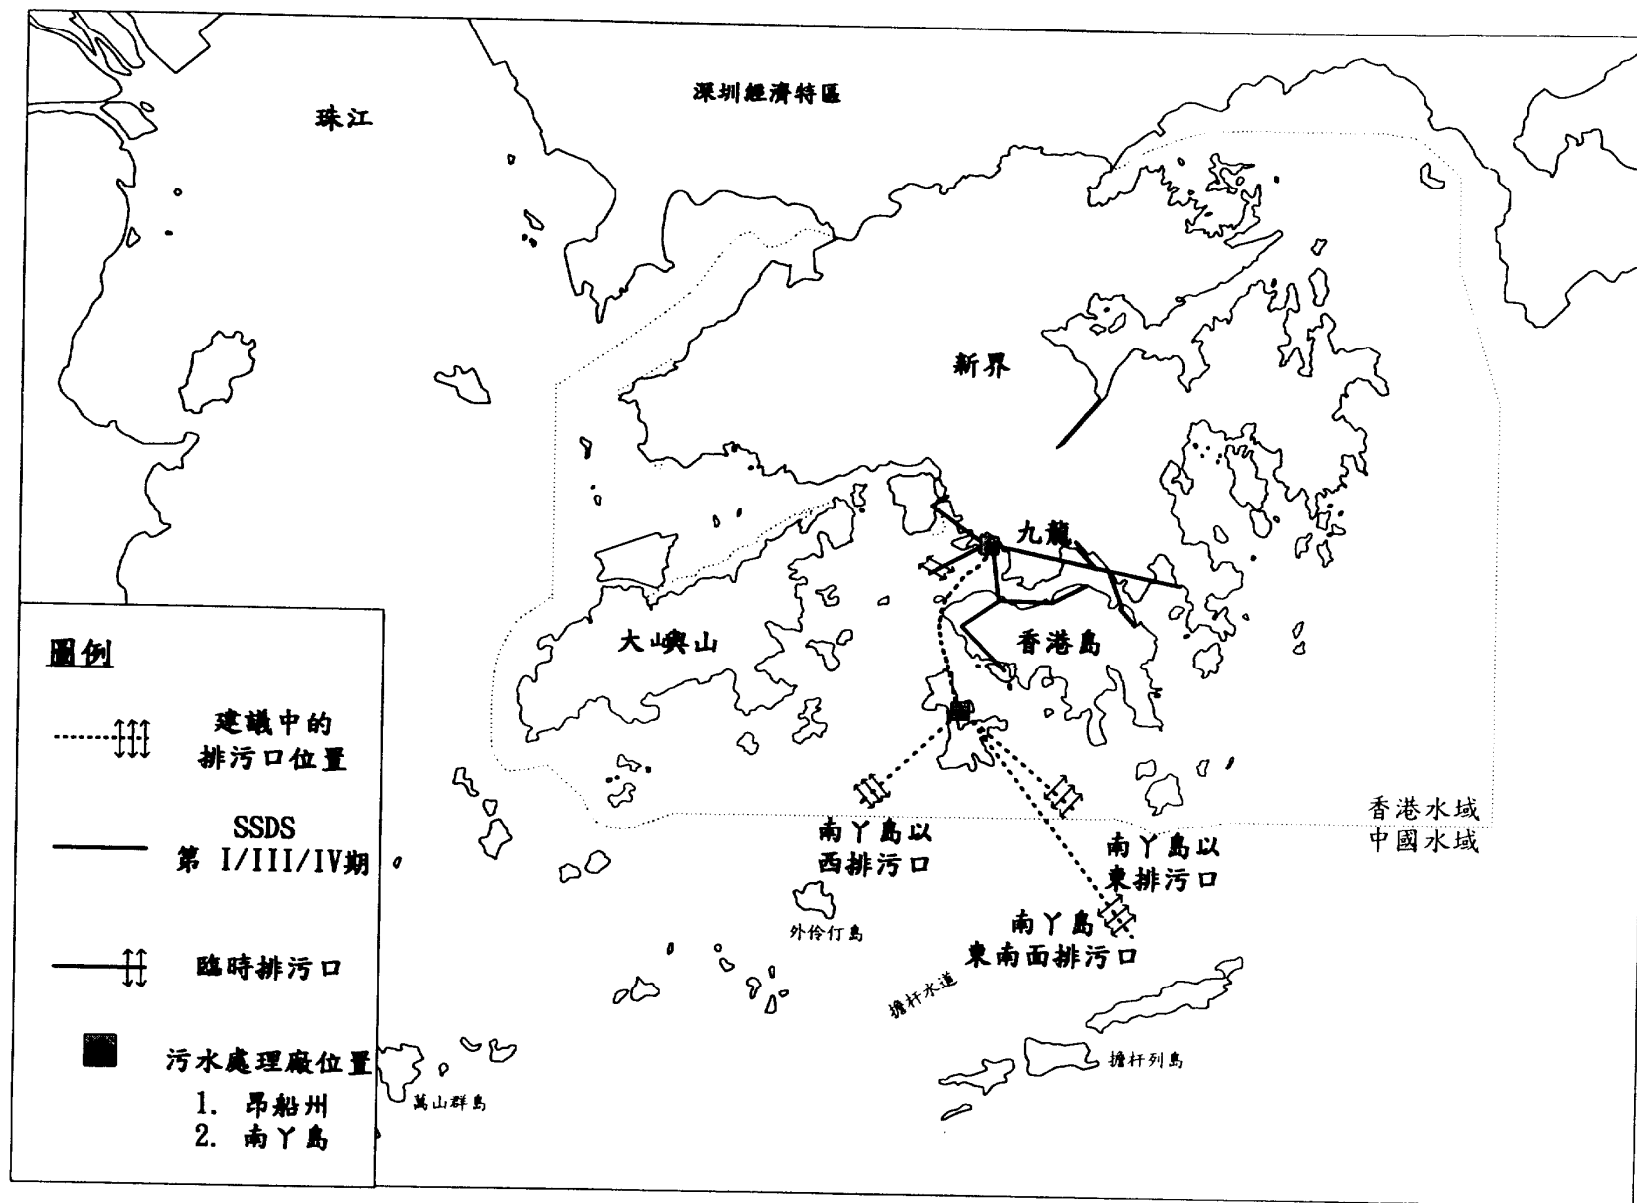 深圳經濟特區
珠江
新界
九龍
大嶼山
香港島
香港水域
中國水域
南丫島以
西排污口
南丫島以
東排污口
南丫島
東南面排污口
外伶仃島
擔杆水道
擔杆列島
萬山群島
圖例
建議中的
排污口位置
SSDS
第 I/III/IV期
臨時排污口
污水處理廠位置
1. 昂船州
2. 南丫島